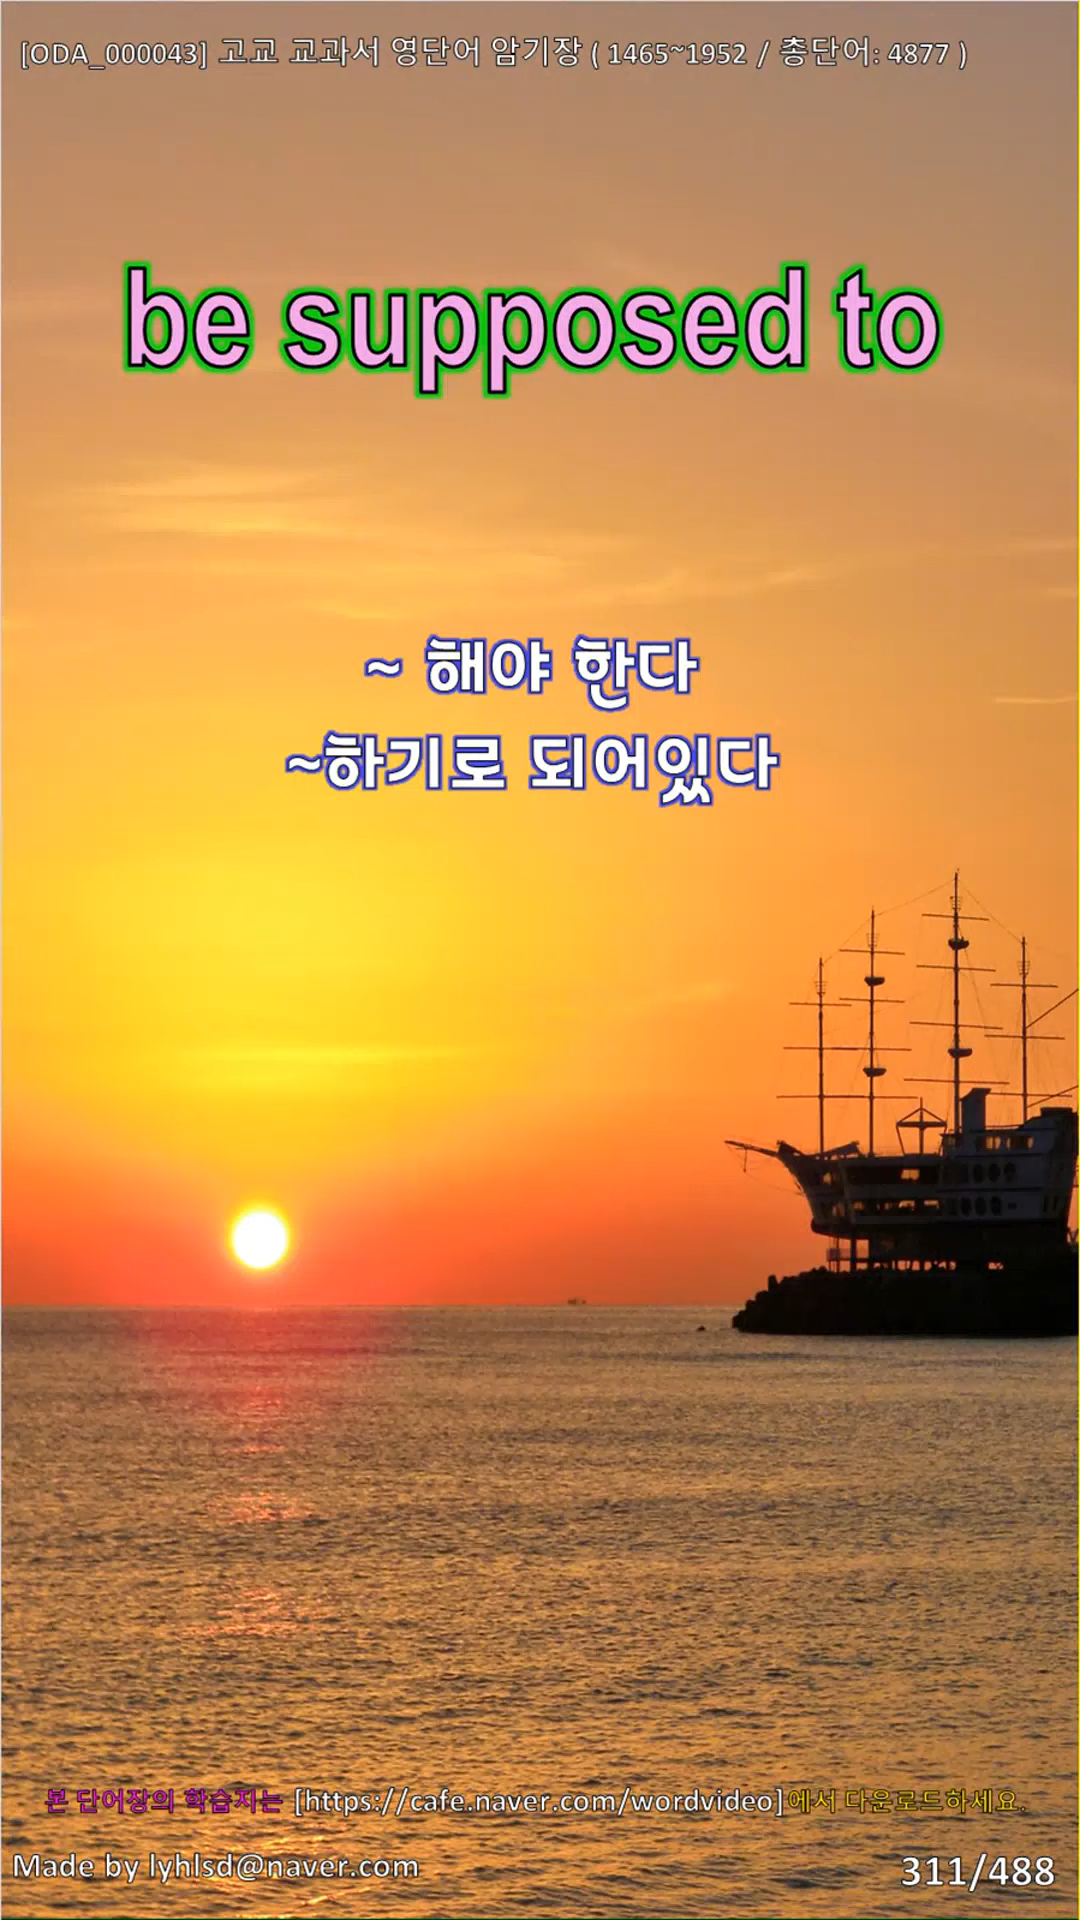 [ODA_000043] 고교 교과서 영단어 암기장 ( 1465~1952 / 총단어: 4877 )
be supposed to
~ 해야 한다
~하기로 되어있다
본 단어장의 학습지는 [https://cafe.naver.com/wordvideo]에서 다운로드하세요.
Made by lyhlsd@naver.com
311/488